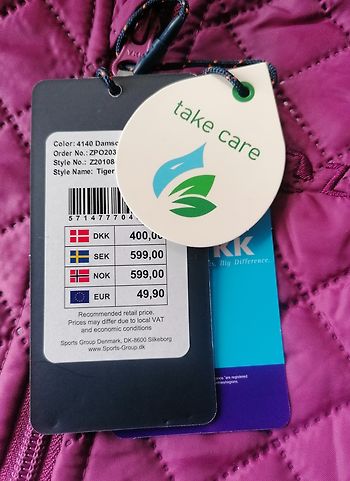 take care
Color: 4140 Damso
Order No.: ZPO203
Style No.: Z20108
Style Name: Tiger
DKK 400,00
SEK 599,00
NOK 599,00
EUR 49,90
Recommended retail price.
Prices may differ due to local VAT
and economic conditions
Sports Group Denmark, DK-8600 Silkeborg
www.Sports-Group.dk
KK
Big Difference.